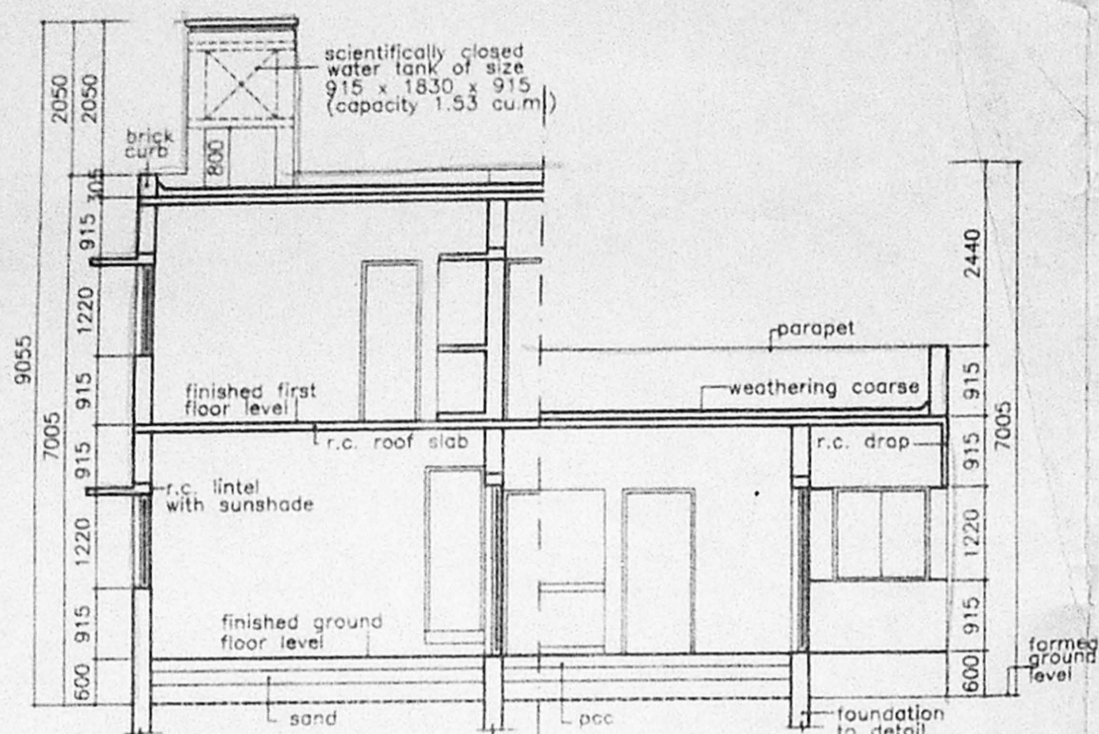 scientifically closed
water tank of size
915 x 1830 x 915
(capacity 1.53 cu.m.)
2050
2050
brick
curb
800
305
915
1220
915
915
1220
915
600
9055
7005
2440
915
915
1220
915
600
7005
parapet
weathering coarse
finished first
floor level
r.c. roof slab
r.c. drop
r.c. lintel
with sunshade
finished ground
floor level
formed
ground
level
sand
pcc
foundation
to detail